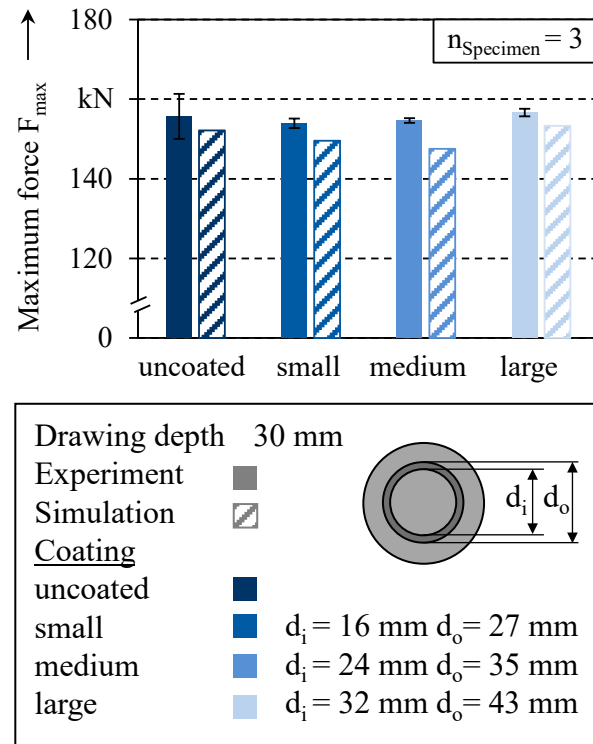 Maximum force F_max
180
kN
140
120
0
n_Specimen = 3
uncoated small medium large
Drawing depth 30 mm
Experiment
Simulation
Coating
uncoated
small d_i = 16 mm d_o = 27 mm
medium d_i = 24 mm d_o = 35 mm
large d_i = 32 mm d_o = 43 mm
d_i d_o